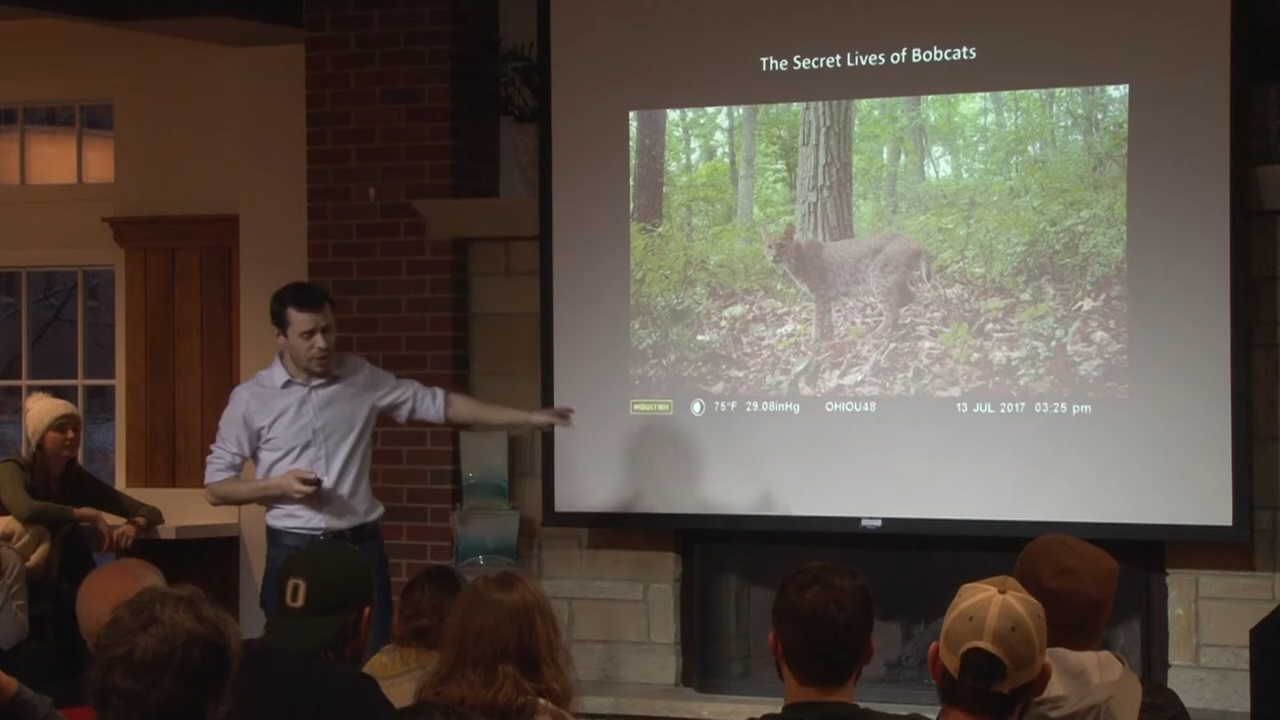 The Secret Lives of Bobcats
MOULTRIE 75°F 29.08inHg OHIOU48 13 JUL 2017 03:25 pm
O